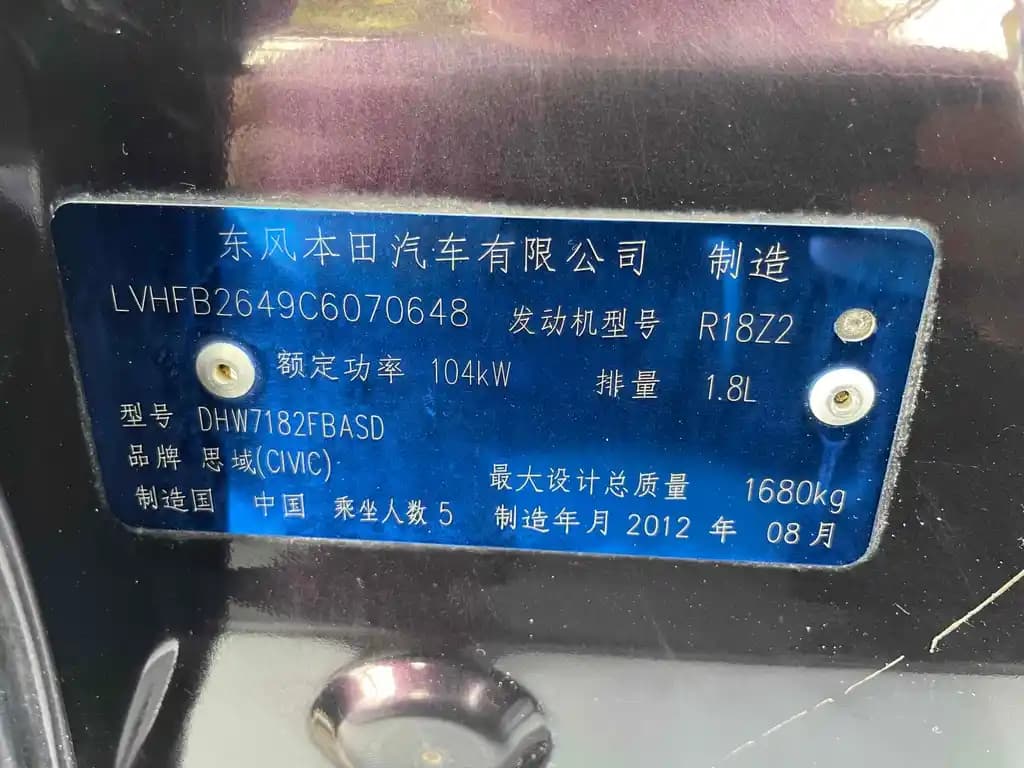 东风本田汽车有限公司 制造
LVHFB2649C6070648 发动机型号 R18Z2
额定功率 104kW 排量 1.8L
型号 DHW7182FBASD
品牌 思域(CIVIC) 最大设计总质量 1680kg
制造国 中国 乘坐人数 5 制造年月 2012 年 08月